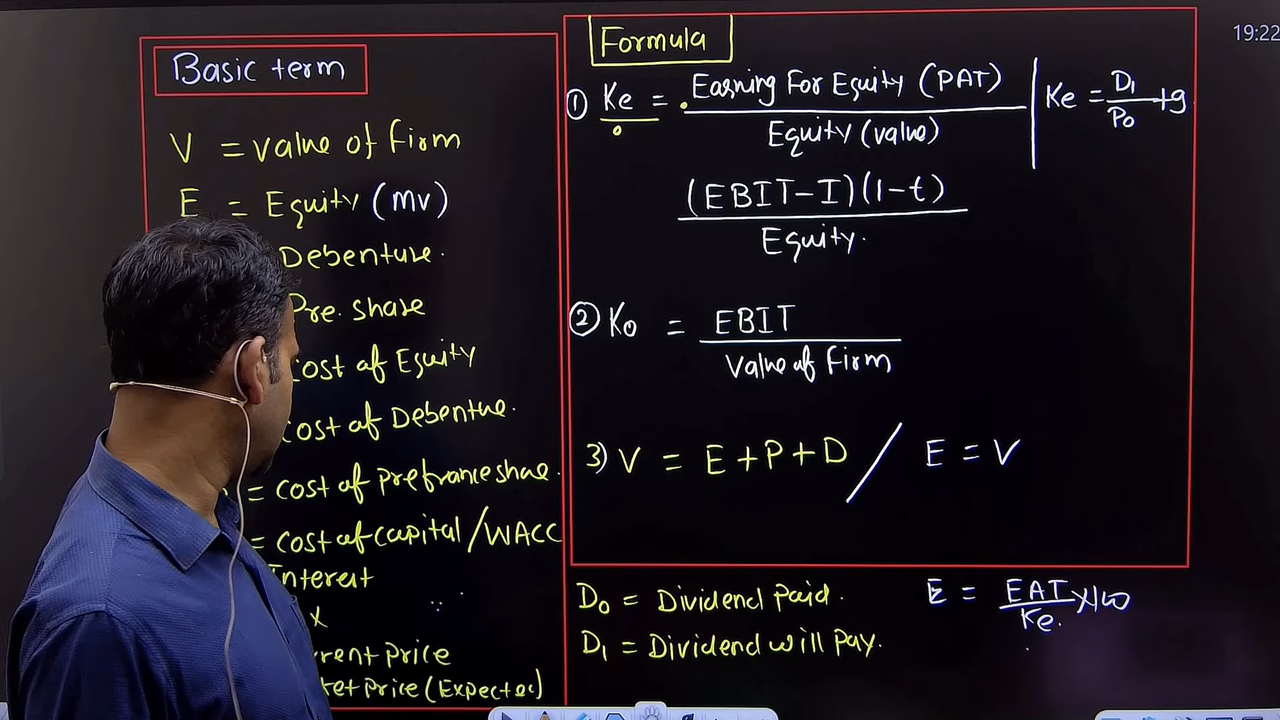 Basic term
V = value of firm
E = Equity (mv)
Debenture.
Pre. share
cost of Equity
cost of Debenture.
= cost of prefrance share.
= cost of capital / WACC
Interest
x
rrent price
ket price (Expected)
Formula
① Ke = Earning For Equity (PAT)
Equity (value)
Ke = D1 + g
P0
(EBIT - I) (1 - t)
Equity.
② Ko = EBIT
Value of firm
3) V = E + P + D / E = V
D0 = Dividend paid.
D1 = Dividend will pay.
E = EAT x 100
Ke.
19:22